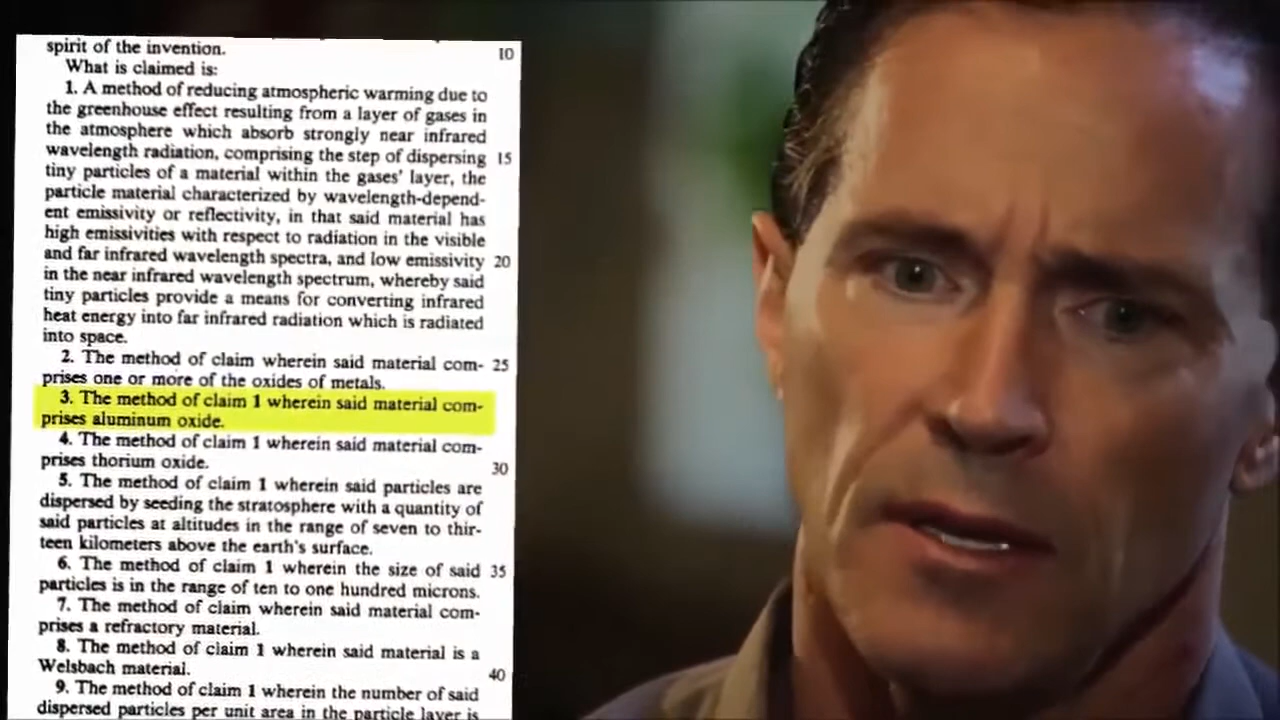 spirit of the invention.
10
What is claimed is:
1. A method of reducing atmospheric warming due to
the greenhouse effect resulting from a layer of gases in
the atmosphere which absorb strongly near infrared
wavelength radiation, comprising the step of dispersing
15
tiny particles of a material within the gases' layer, the
particle material characterized by wavelength-depend-
ent emissivity or reflectivity, in that said material has
high emissivities with respect to radiation in the visible
and far infrared wavelength spectra, and low emissivity
20
in the near infrared wavelength spectrum, whereby said
tiny particles provide a means for converting infrared
heat energy into far infrared radiation which is radiated
into space.
2. The method of claim wherein said material com-
25
prises one or more of the oxides of metals.
3. The method of claim 1 wherein said material com-
prises aluminum oxide.
4. The method of claim 1 wherein said material com-
prises thorium oxide.
30
5. The method of claim 1 wherein said particles are
dispersed by seeding the stratosphere with a quantity of
said particles at altitudes in the range of seven to thir-
teen kilometers above the earth's surface.
6. The method of claim 1 wherein the size of said
35
particles is in the range of ten to one hundred microns.
7. The method of claim wherein said material com-
prises a refractory material.
8. The method of claim 1 wherein said material is a
Welsbach material.
40
9. The method of claim 1 wherein the number of said
dispersed particles per unit area in the particle layer is